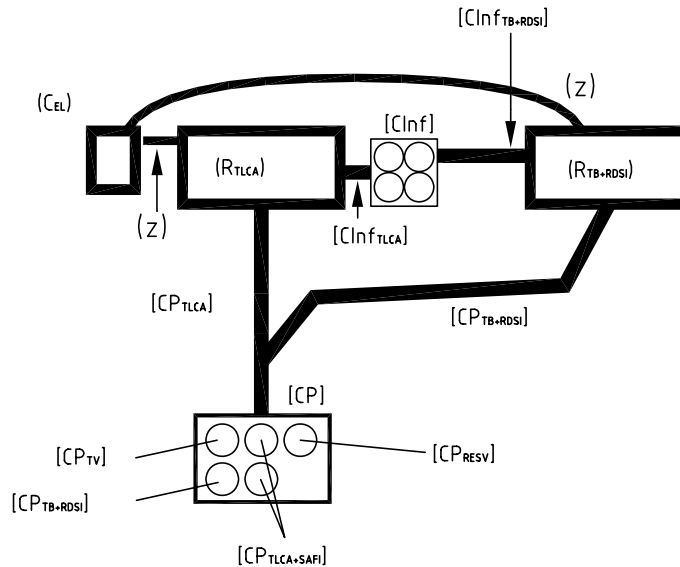 [CInfTB+RDSI]
(CEL)
(Z)
[CInf]
(RTLCA)
(RTB+RDSI)
(Z)
[CInfTLCA]
[CPTLCA]
[CPTB+RDSI]
[CP]
[CPTV]
[CPRESV]
[CPTB+RDSI]
[CPTLCA+SAFI]